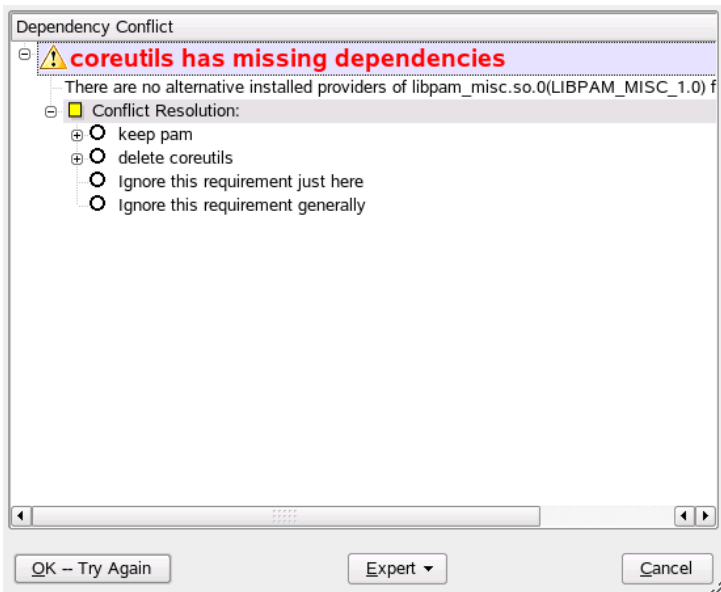 Dependency Conflict
coreutils has missing dependencies
There are no alternative installed providers of libpam_misc.so.0(LIBPAM_MISC_1.0) f
Conflict Resolution:
keep pam
delete coreutils
Ignore this requirement just here
Ignore this requirement generally
OK -- Try Again Expert Cancel